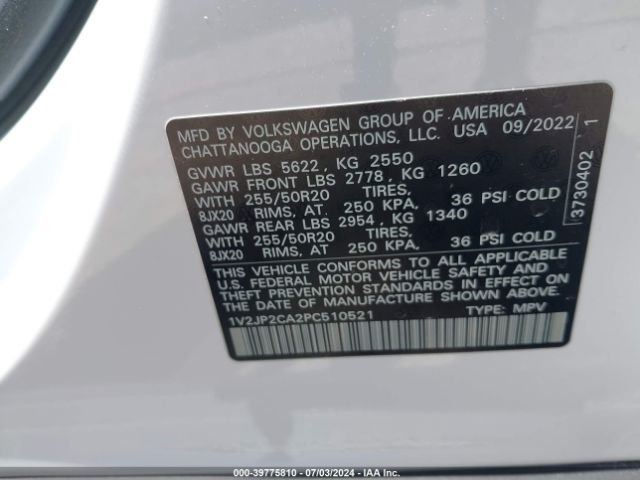 MFD BY VOLKSWAGEN GROUP OF AMERICA
CHATTANOOGA OPERATIONS, LLC. USA 09/2022
GVWR LBS 5622, KG 2550
GAWR FRONT LBS 2778, KG 1260
WITH 255/50R20 TIRES,
8JX20 RIMS, AT 250 KPA. 36 PSI COLD
GAWR REAR LBS 2954, KG 1340
WITH 255/50R20 TIRES,
8JX20 RIMS, AT 250 KPA. 36 PSI COLD
THIS VEHICLE CONFORMS TO ALL APPLICABLE
U.S. FEDERAL MOTOR VEHICLE SAFETY AND
THEFT PREVENTION STANDARDS IN EFFECT ON
THE DATE OF MANUFACTURE SHOWN ABOVE.
1V2JP2CA2PC510521 TYPE: MPV
3730402 1
000-39775810 - 07/03/2024 - IAA Inc.